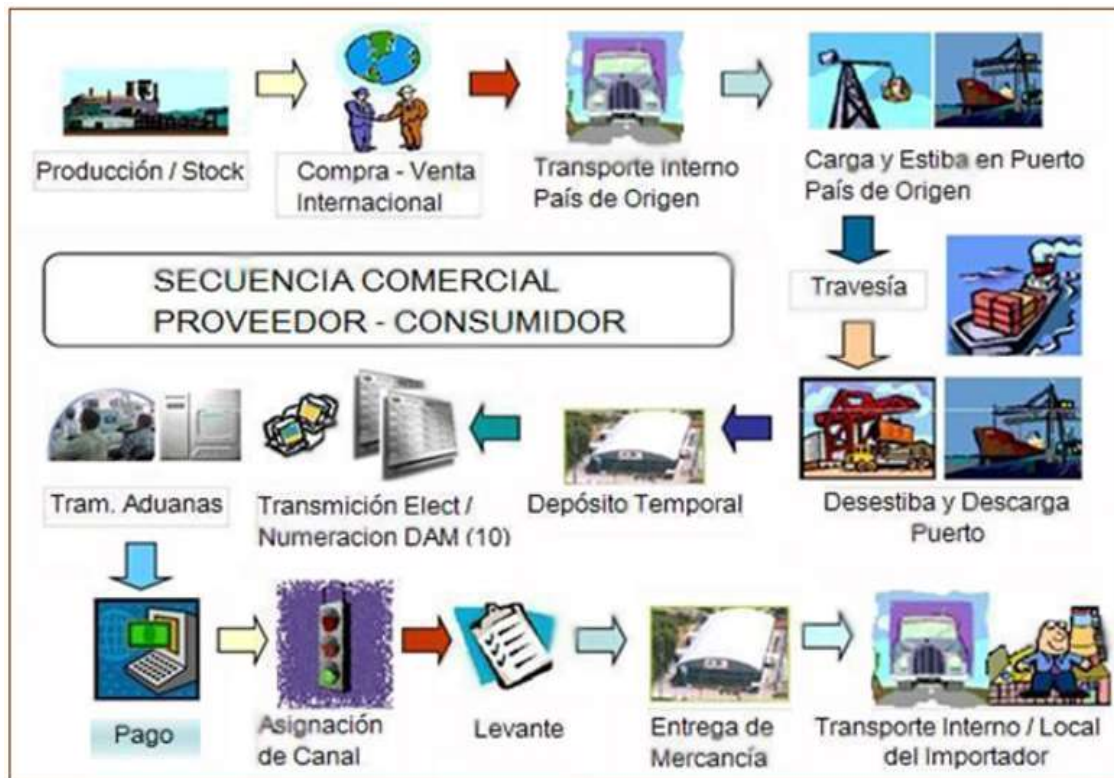 Producción / Stock
Compra - Venta
Internacional
Transporte Interno
País de Origen
Carga y Estiba en Puerto
País de Origen
Travesía
SECUENCIA COMERCIAL
PROVEEDOR - CONSUMIDOR
Tram. Aduanas
Transmición Elect /
Numeracion DAM (10)
Depósito Temporal
Desestiba y Descarga
Puerto
Pago
Asignación
de Canal
Levante
Entrega de
Mercancía
Transporte Interno / Local
del Importador